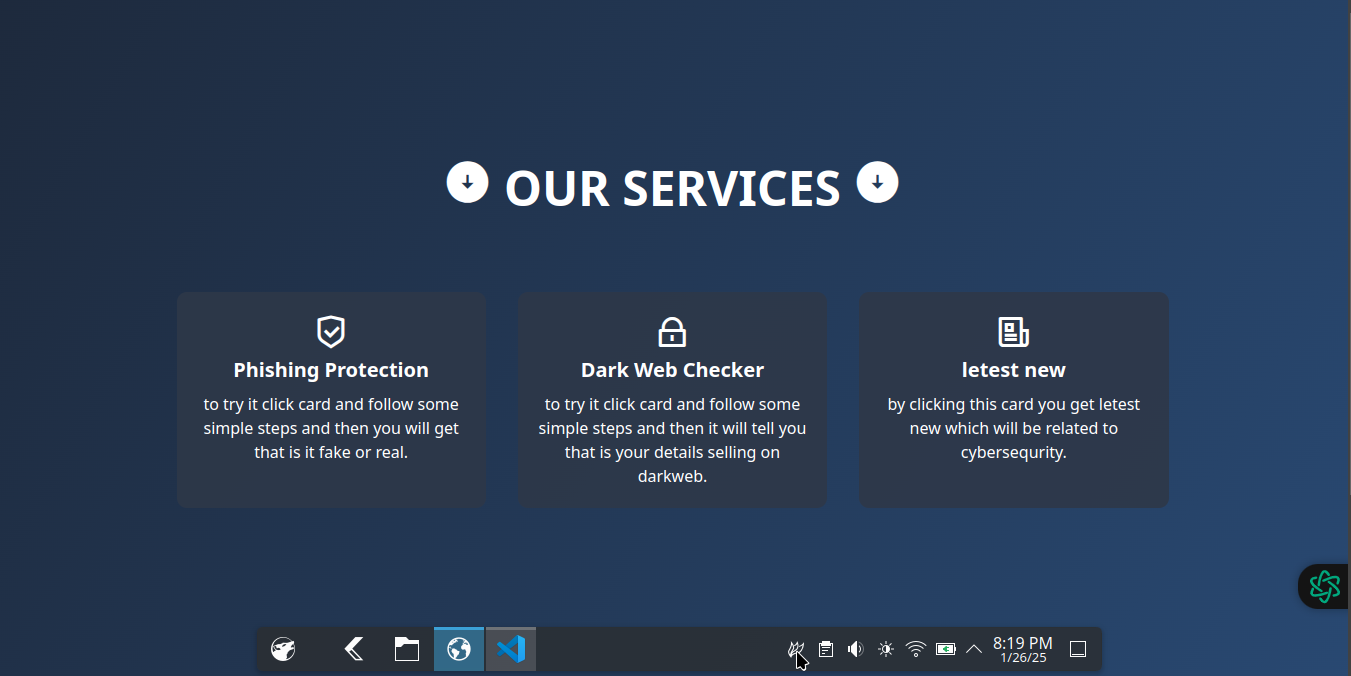 OUR SERVICES
Phishing Protection
to try it click card and follow some
simple steps and then you will get
that is it fake or real.
Dark Web Checker
to try it click card and follow some
simple steps and then it will tell you
that is your details selling on
darkweb.
letest new
by clicking this card you get letest
new which will be related to
cybersequrity.
8:19 PM
1/26/25